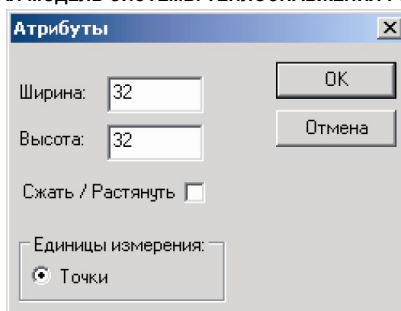 Атрибуты
Ширина: 32
OK
Высота: 32
Отмена
Сжать / Растянуть
Единицы измерения:
Точки